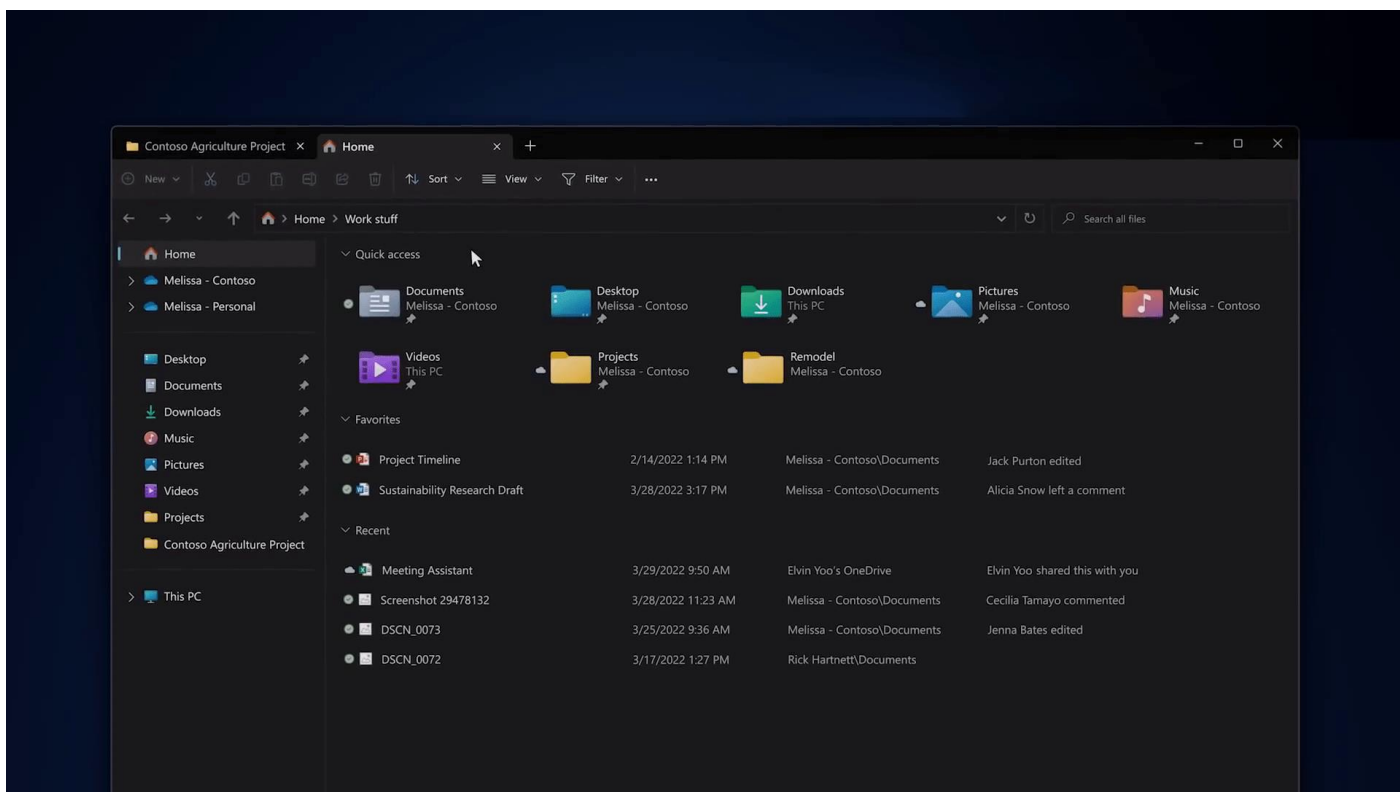 Contoso Agriculture Project
Home
New
Sort
View
Filter
Home > Work stuff
Search all files
Home
Melissa - Contoso
Melissa - Personal
Desktop
Documents
Downloads
Music
Pictures
Videos
Projects
Contoso Agriculture Project
This PC
Quick access
Documents
Melissa - Contoso
Desktop
Melissa - Contoso
Downloads
This PC
Pictures
Melissa - Contoso
Music
Melissa - Contoso
Videos
This PC
Projects
Melissa - Contoso
Remodel
Melissa - Contoso
Favorites
Project Timeline 2/14/2022 1:14 PM Melissa - Contoso\Documents Jack Purton edited
Sustainability Research Draft 3/28/2022 3:17 PM Melissa - Contoso\Documents Alicia Snow left a comment
Recent
Meeting Assistant 3/29/2022 9:50 AM Elvin Yoo's OneDrive Elvin Yoo shared this with you
Screenshot 29478132 3/28/2022 11:23 AM Melissa - Contoso\Documents Cecilia Tamayo commented
DSCN_0073 3/25/2022 9:36 AM Melissa - Contoso\Documents Jenna Bates edited
DSCN_0072 3/17/2022 1:27 PM Rick Hartnett\Documents